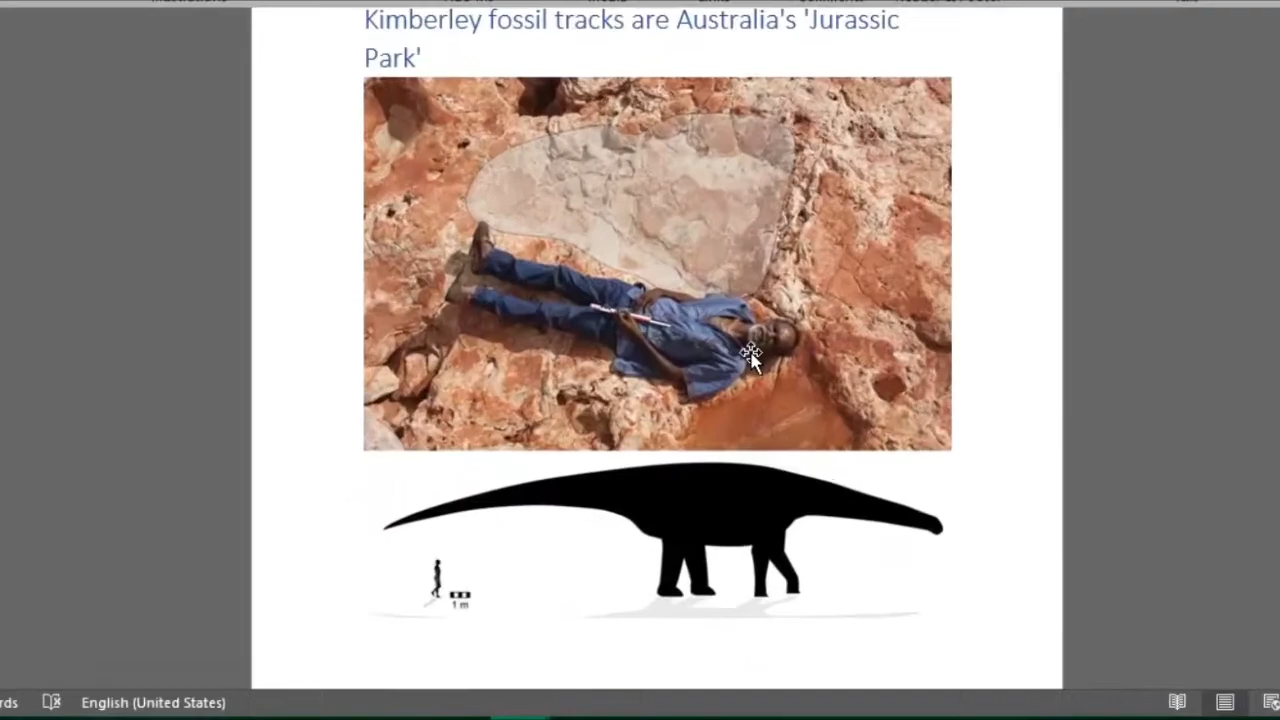 Kimberley fossil tracks are Australia's 'Jurassic
Park'
1 m
English (United States)